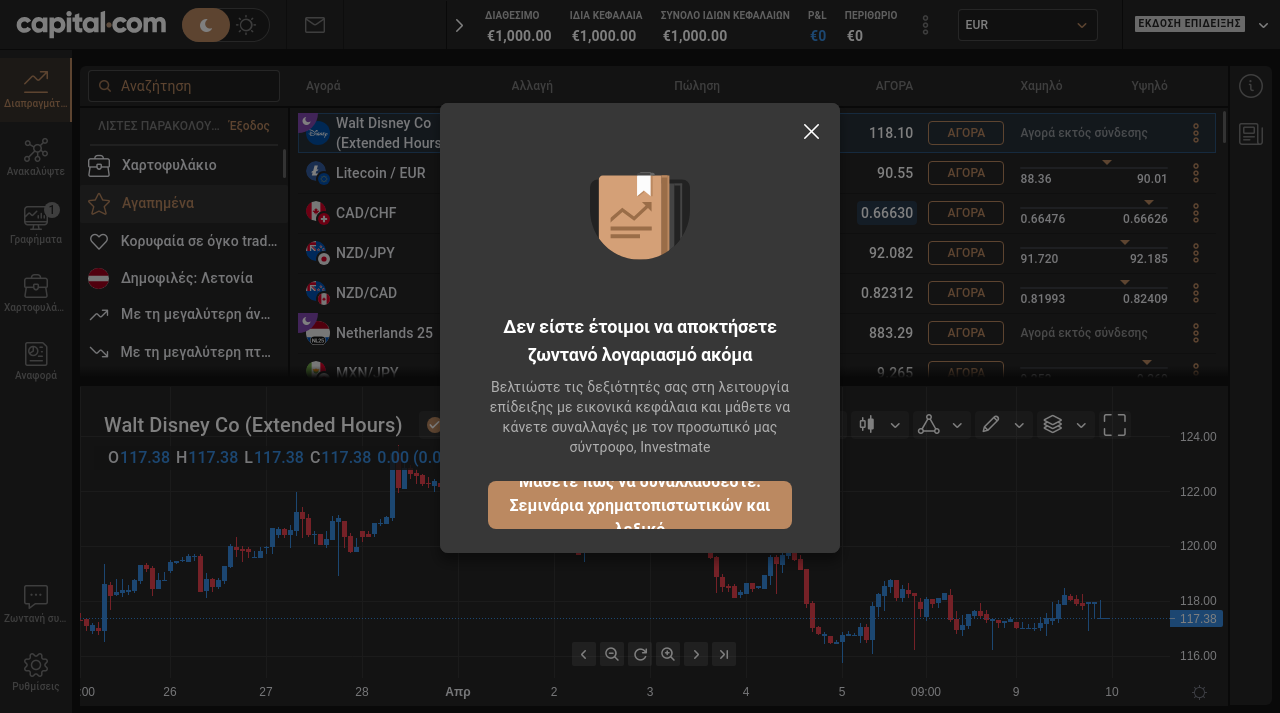 capital.com
ΔΙΑΘΕΣΙΜΟ
€1,000.00
ΙΔΙΑ ΚΕΦΑΛΑΙΑ
€1,000.00
ΣΥΝΟΛΟ ΙΔΙΩΝ ΚΕΦΑΛΑΙΩΝ
€1,000.00
P&L
€0
ΠΕΡΙΘΩΡΙΟ
€0
EUR
ΕΚΔΟΣΗ ΕΠΙΔΕΙΞΗΣ
Διαπραγμάτ...
Ανακαλύψτε
1
Γραφήματα
Χαρτοφυλά...
Αναφορά
Ζωντανή συ...
Ρυθμίσεις
Αναζήτηση
ΛΙΣΤΕΣ ΠΑΡΑΚΟΛΟΥ... Έξοδος
Χαρτοφυλάκιο
Αγαπημένα
Κορυφαία σε όγκο trad...
Δημοφιλές: Λετονία
Με τη μεγαλύτερη άν...
Με τη μεγαλύτερη πτ...
Αγορά Αλλαγή Πώληση ΑΓΟΡΑ Χαμηλό Υψηλό
Walt Disney Co
(Extended Hours
118.10 ΑΓΟΡΑ Αγορά εκτός σύνδεσης
Litecoin / EUR 90.55 ΑΓΟΡΑ 88.36 90.01
CAD/CHF 0.66630 ΑΓΟΡΑ 0.66476 0.66626
NZD/JPY 92.082 ΑΓΟΡΑ 91.720 92.185
NZD/CAD 0.82312 ΑΓΟΡΑ 0.81993 0.82409
Netherlands 25 883.29 ΑΓΟΡΑ Αγορά εκτός σύνδεσης
MXN/JPY 9.265 ΑΓΟΡΑ
Δεν είστε έτοιμοι να αποκτήσετε
ζωντανό λογαριασμό ακόμα
Βελτιώστε τις δεξιότητές σας στη λειτουργία
επίδειξης με εικονικά κεφάλαια και μάθετε να
κάνετε συναλλαγές με τον προσωπικό μας
σύντροφο, Investmate
Μάθετε πώς να συναλλάσσεστε:
Σεμινάρια χρηματοπιστωτικών και
λεξικό
Walt Disney Co (Extended Hours)
O117.38 H117.38 L117.38 C117.38 0.00 (0.0
124.00
122.00
120.00
118.00
117.38
116.00
:00 26 27 28 Απρ 2 3 4 5 09:00 9 10